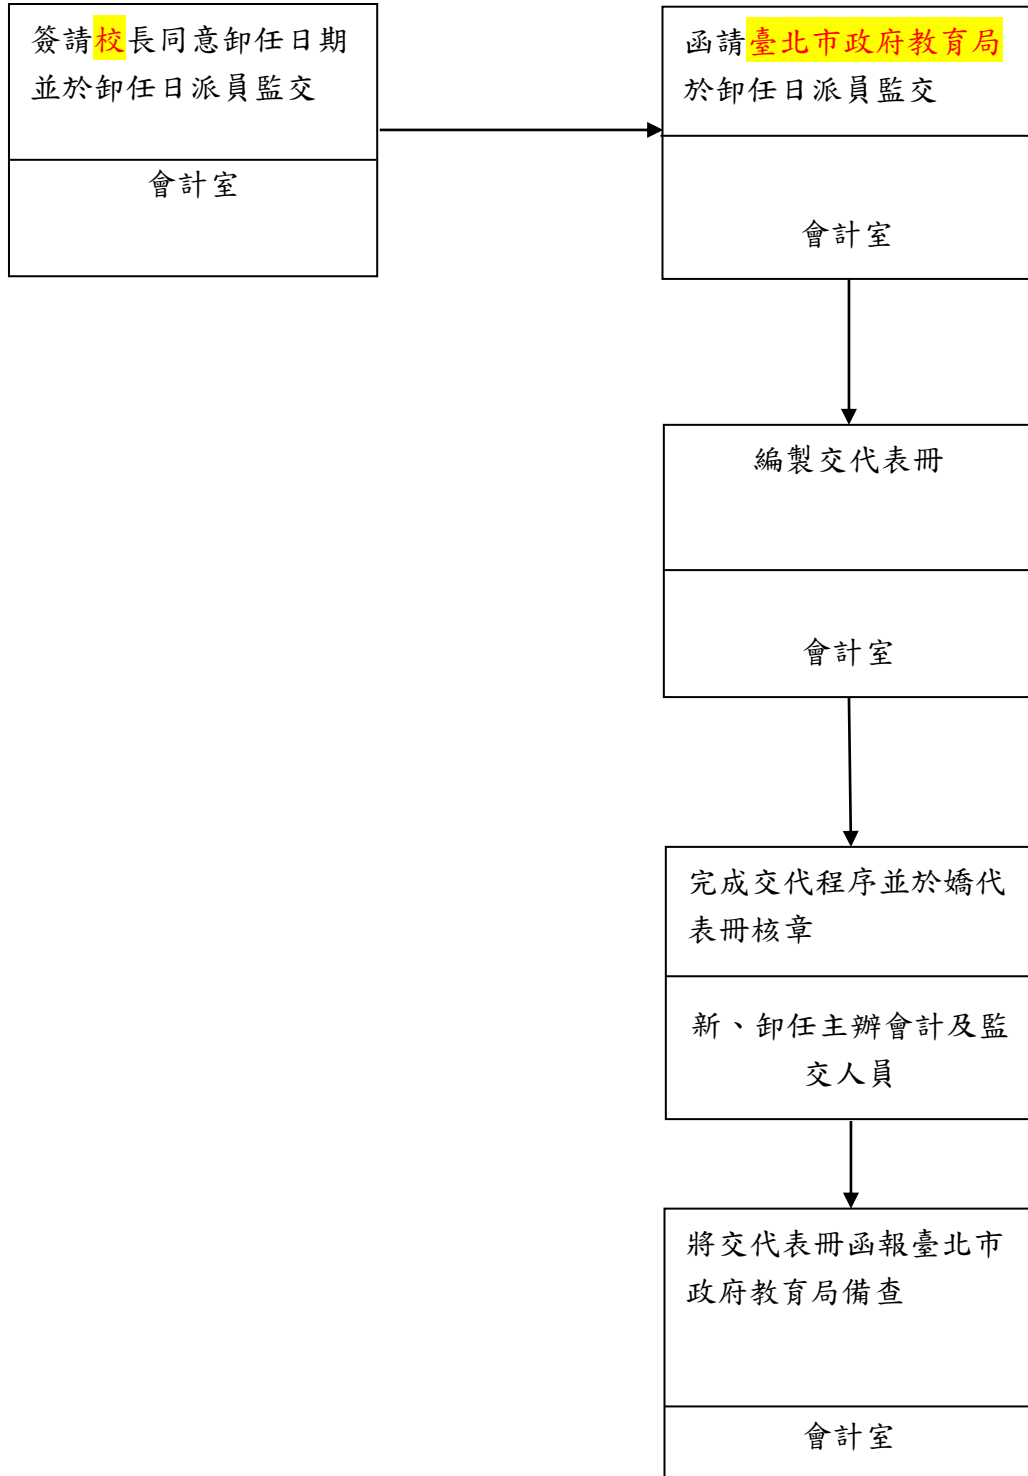 簽請校長同意卸任日期
並於卸任日派員監交
會計室
函請臺北市政府教育局
於卸任日派員監交
會計室
編製交代表冊
會計室
完成交代程序並於嬌代
表冊核章
新、卸任主辦會計及監
交人員
將交代表冊函報臺北市
政府教育局備查
會計室